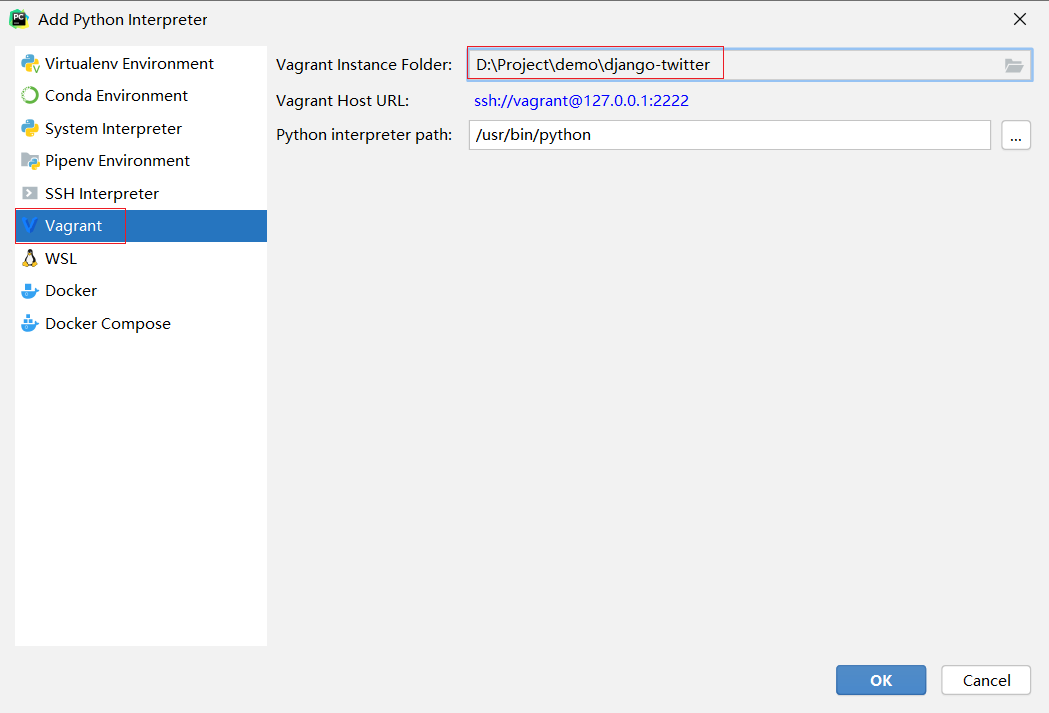 PC
Add Python Interpreter
Virtualenv Environment
Conda Environment
System Interpreter
Pipenv Environment
SSH Interpreter
Vagrant
WSL
Docker
Docker Compose
Vagrant Instance Folder: D:\Project\demo\django-twitter
Vagrant Host URL: ssh://vagrant@127.0.0.1:2222
Python interpreter path: /usr/bin/python ...
OK Cancel